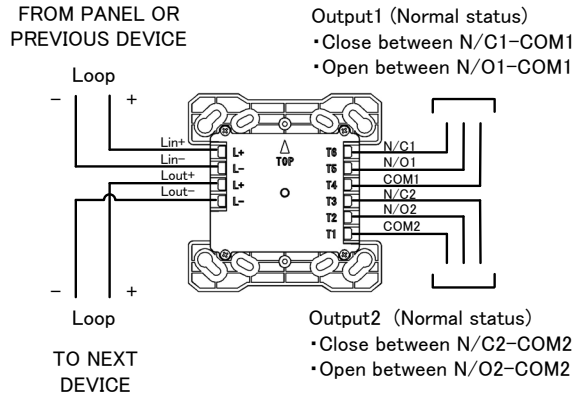 FROM PANEL OR
PREVIOUS DEVICE
Loop
− +
Output1 (Normal status)
・Close between N/C1−COM1
・Open between N/O1−COM1
Lin+
Lin−
Lout+
Lout−
L+
L−
L+
L−
TOP
T6
T5
T4
T3
T2
T1
N/C1
N/O1
COM1
N/C2
N/O2
COM2
− +
Loop
TO NEXT
DEVICE
Output2 (Normal status)
・Close between N/C2−COM2
・Open between N/O2−COM2